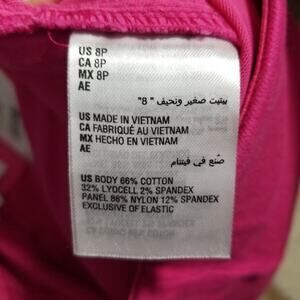 US 8P
CA 8P
MX 8P
AE
بيتيت صغير ونحيف " 8"
US MADE IN VIETNAM
CA FABRIQUÉ AU VIETNAM
MX HECHO EN VIETNAM
AE
صُنع في فيتنام
US BODY 66% COTTON
32% LYOCELL 2% SPANDEX
PANEL 88% NYLON 12% SPANDEX
EXCLUSIVE OF ELASTIC